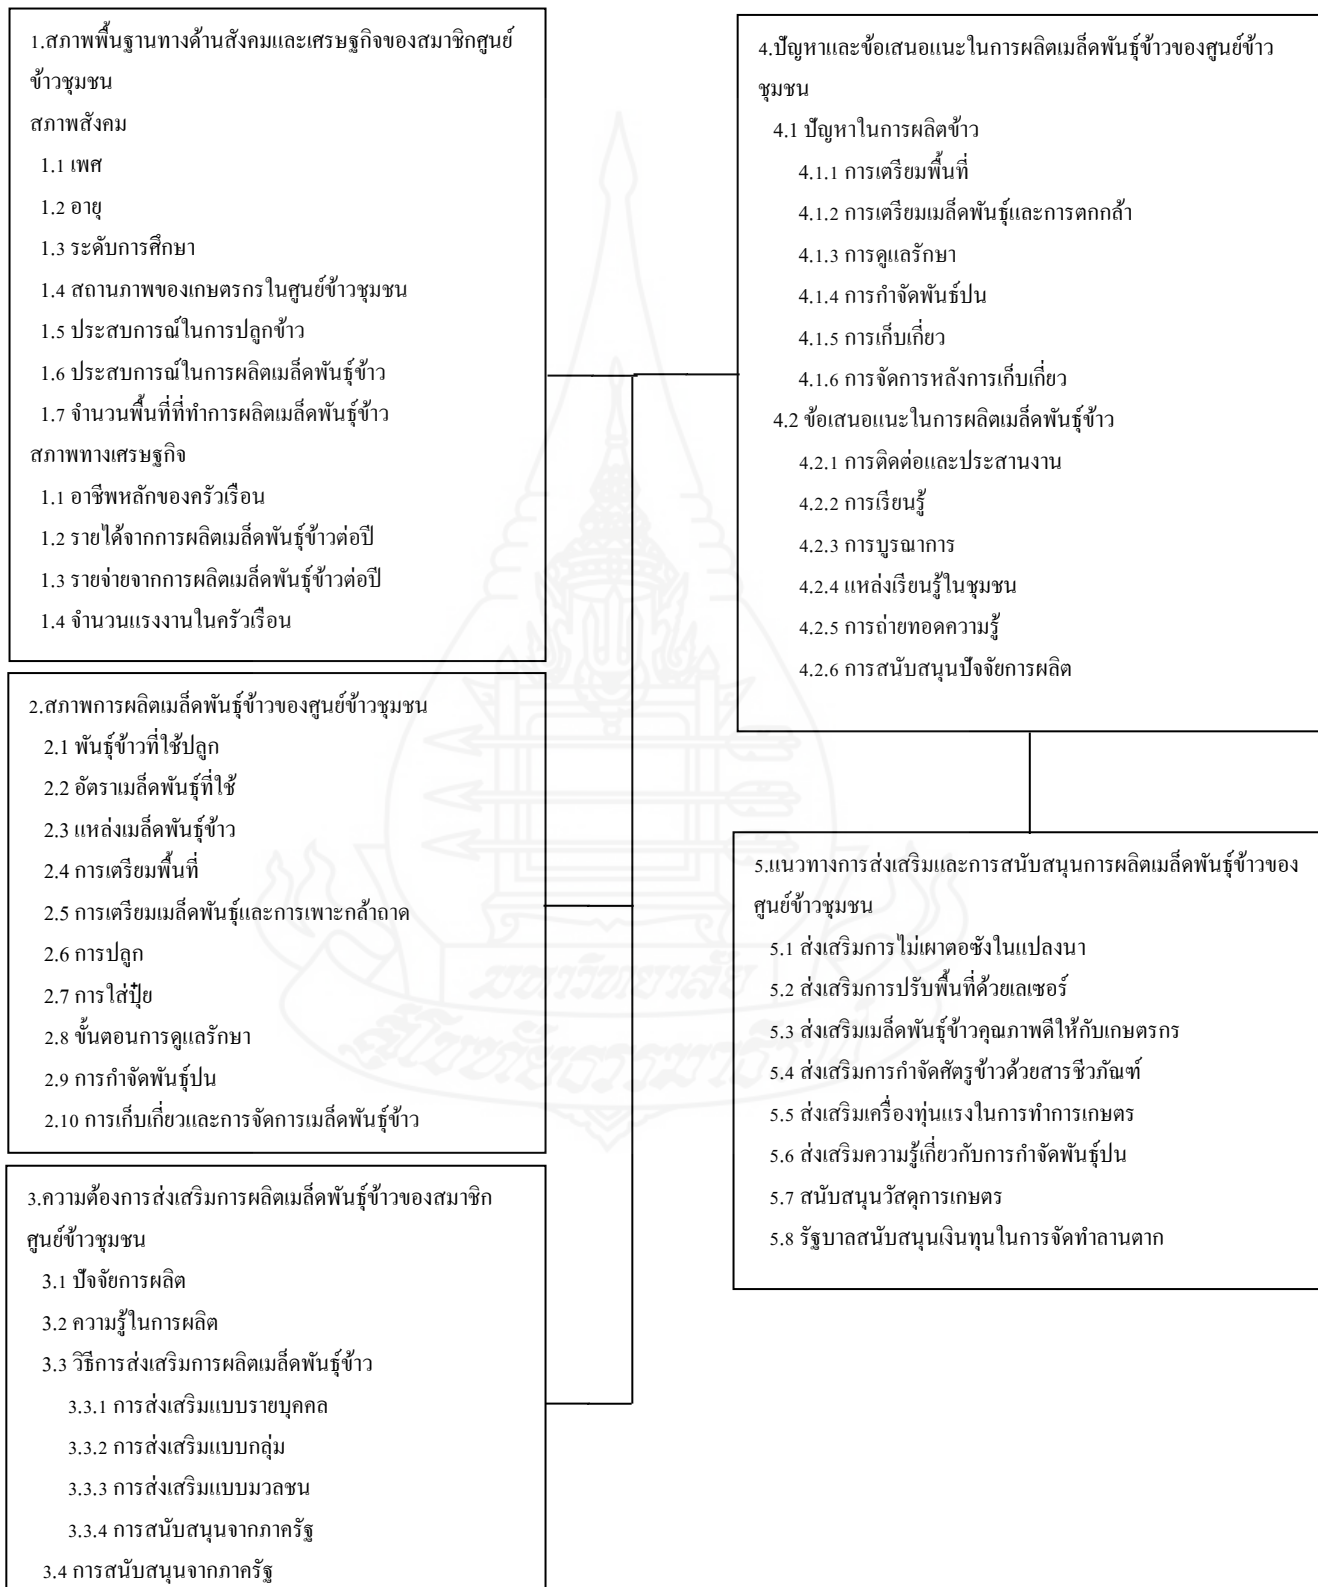 1.สภาพพื้นฐานทางด้านสังคมและเศรษฐกิจของสมาชิกศูนย์
ข้าวชุมชน
สภาพสังคม
1.1 เพศ
1.2 อายุ
1.3 ระดับการศึกษา
1.4 สถานภาพของเกษตรกรในศูนย์ข้าวชุมชน
1.5 ประสบการณ์ในการปลูกข้าว
1.6 ประสบการณ์ในการผลิตเมล็ดพันธุ์ข้าว
1.7 จำนวนพื้นที่ที่ทำการผลิตเมล็ดพันธุ์ข้าว
สภาพทางเศรษฐกิจ
1.1 อาชีพหลักของครัวเรือน
1.2 รายได้จากการผลิตเมล็ดพันธุ์ข้าวต่อปี
1.3 รายจ่ายจากการผลิตเมล็ดพันธุ์ข้าวต่อปี
1.4 จำนวนแรงงานในครัวเรือน
2.สภาพการผลิตเมล็ดพันธุ์ข้าวของศูนย์ข้าวชุมชน
2.1 พันธุ์ข้าวที่ใช้ปลูก
2.2 อัตราเมล็ดพันธุ์ที่ใช้
2.3 แหล่งเมล็ดพันธุ์ข้าว
2.4 การเตรียมพื้นที่
2.5 การเตรียมเมล็ดพันธุ์และการเพาะกล้าถาด
2.6 การปลูก
2.7 การใส่ปุ๋ย
2.8 ขั้นตอนการดูแลรักษา
2.9 การกำจัดพันธุ์ปน
2.10 การเก็บเกี่ยวและการจัดการเมล็ดพันธุ์ข้าว
3.ความต้องการส่งเสริมการผลิตเมล็ดพันธุ์ข้าวของสมาชิก
ศูนย์ข้าวชุมชน
3.1 ปัจจัยการผลิต
3.2 ความรู้ในการผลิต
3.3 วิธีการส่งเสริมการผลิตเมล็ดพันธุ์ข้าว
3.3.1 การส่งเสริมแบบรายบุคคล
3.3.2 การส่งเสริมแบบกลุ่ม
3.3.3 การส่งเสริมแบบมวลชน
3.3.4 การสนับสนุนจากภาครัฐ
3.4 การสนับสนุนจากภาครัฐ
4.ปัญหาและข้อเสนอแนะในการผลิตเมล็ดพันธุ์ข้าวของศูนย์ข้าว
ชุมชน
4.1 ปัญหาในการผลิตข้าว
4.1.1 การเตรียมพื้นที่
4.1.2 การเตรียมเมล็ดพันธุ์และการตกกล้า
4.1.3 การดูแลรักษา
4.1.4 การกำจัดพันธ์ปน
4.1.5 การเก็บเกี่ยว
4.1.6 การจัดการหลังการเก็บเกี่ยว
4.2 ข้อเสนอแนะในการผลิตเมล็ดพันธุ์ข้าว
4.2.1 การติดต่อและประสานงาน
4.2.2 การเรียนรู้
4.2.3 การบูรณาการ
4.2.4 แหล่งเรียนรู้ในชุมชน
4.2.5 การถ่ายทอดความรู้
4.2.6 การสนับสนุนปัจจัยการผลิต
5.แนวทางการส่งเสริมและการสนับสนุนการผลิตเมล็ดพันธุ์ข้าวของ
ศูนย์ข้าวชุมชน
5.1 ส่งเสริมการไม่เผาตอซังในแปลงนา
5.2 ส่งเสริมการปรับพื้นที่ด้วยเลเซอร์
5.3 ส่งเสริมเมล็ดพันธุ์ข้าวคุณภาพดีให้กับเกษตรกร
5.4 ส่งเสริมการกำจัดศัตรูข้าวด้วยสารชีวภัณฑ์
5.5 ส่งเสริมเครื่องทุ่นแรงในการทำการเกษตร
5.6 ส่งเสริมความรู้เกี่ยวกับการกำจัดพันธุ์ปน
5.7 สนับสนุนวัสดุการเกษตร
5.8 รัฐบาลสนับสนุนเงินทุนในการจัดทำลานตาก
มหาวิทยาลัย
สุโขทัยธรรมาธิราช